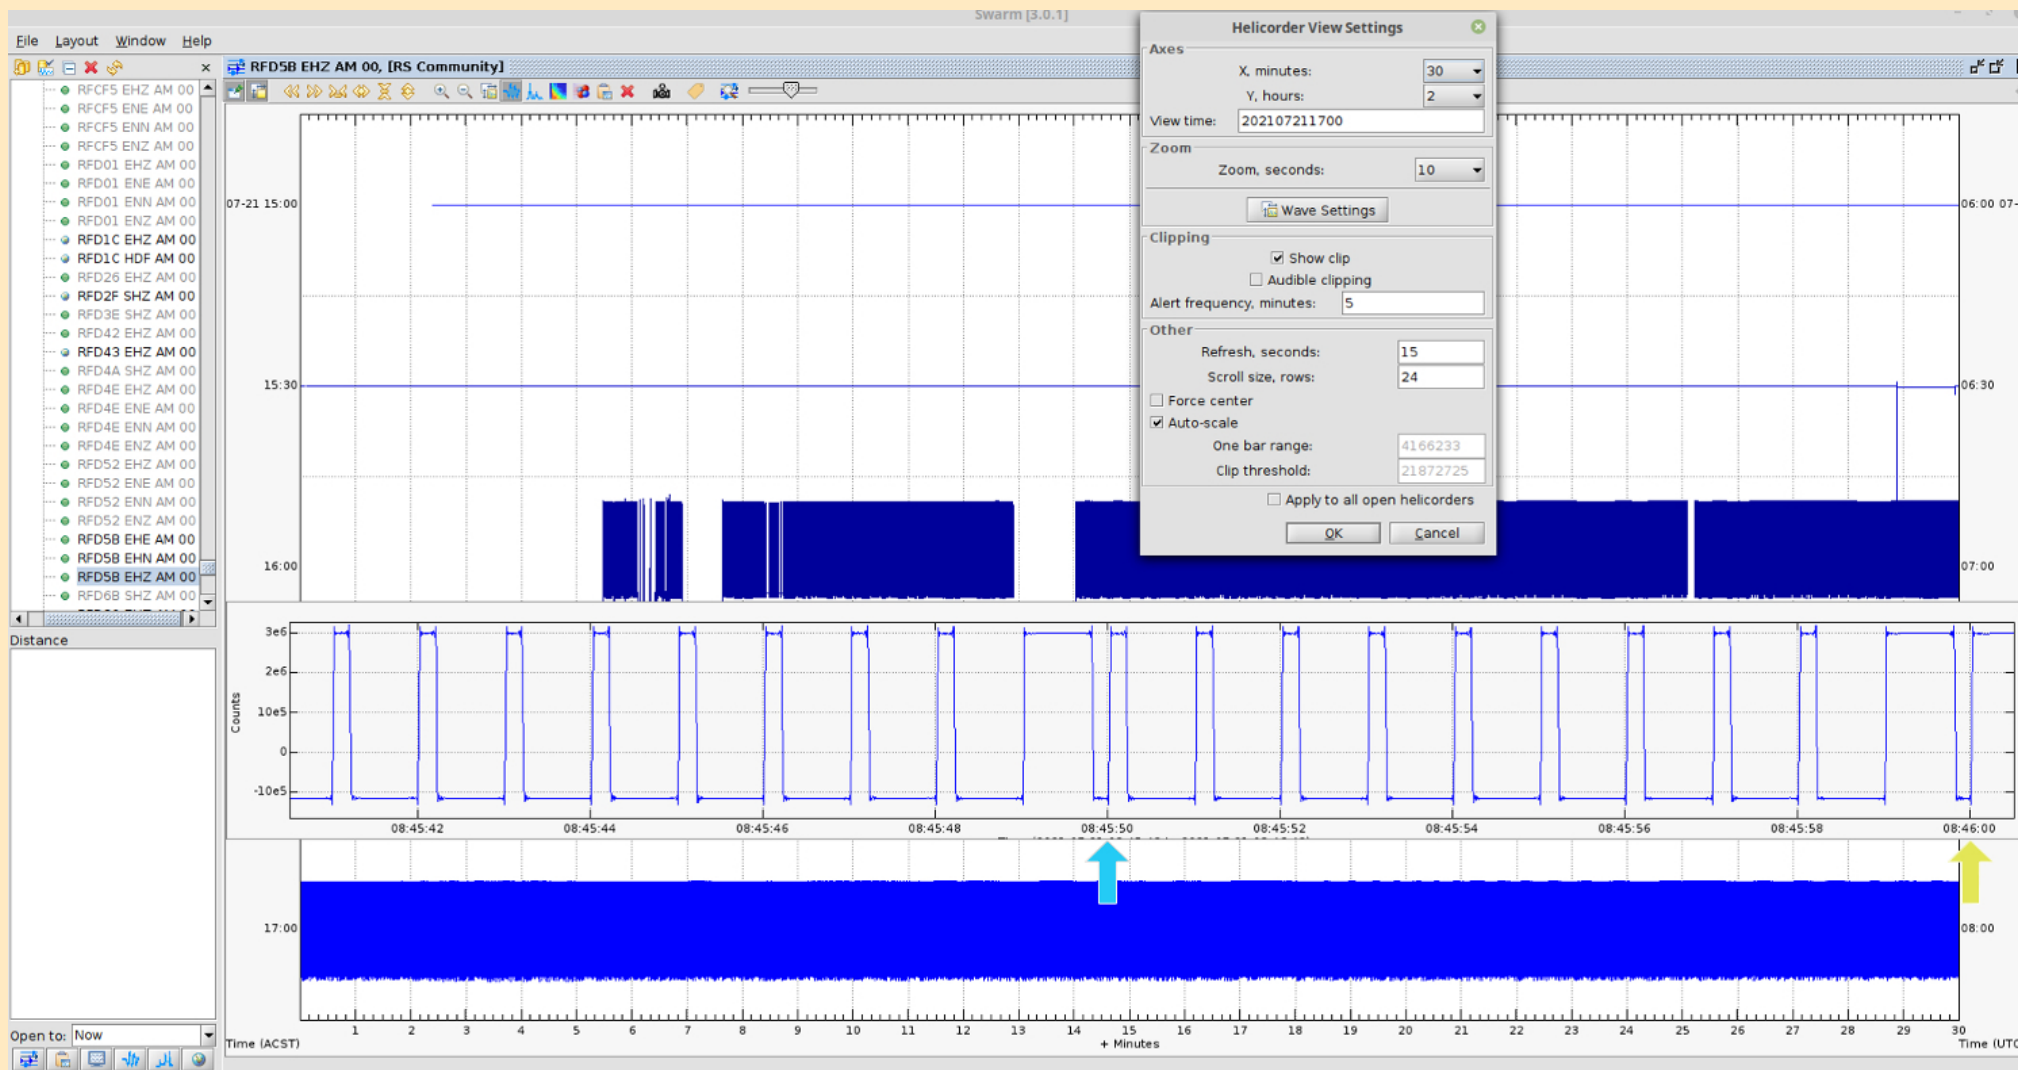 Swarm [3.0.1]
File Layout Window Help
RFCF5 EHZ AM 00
RFCF5 ENE AM 00
RFCF5 ENN AM 00
RFCF5 ENZ AM 00
RFD01 EHZ AM 00
RFD01 ENE AM 00
RFD01 ENN AM 00
RFD01 ENZ AM 00
RFD1C EHZ AM 00
RFD1C HDF AM 00
RFD26 EHZ AM 00
RFD2F SHZ AM 00
RFD3E SHZ AM 00
RFD42 EHZ AM 00
RFD43 EHZ AM 00
RFD4A SHZ AM 00
RFD4E EHZ AM 00
RFD4E ENE AM 00
RFD4E ENN AM 00
RFD4E ENZ AM 00
RFD52 EHZ AM 00
RFD52 ENE AM 00
RFD52 ENN AM 00
RFD52 ENZ AM 00
RFD5B EHE AM 00
RFD5B EHN AM 00
RFD5B EHZ AM 00
RFD6B SHZ AM 00
Distance
Open to: Now
RFD5B EHZ AM 00, [RS Community]
07-21 15:00
06:00 07-
15:30
06:30
16:00
07:00
Helicorder View Settings
Axes
X, minutes: 30
Y, hours: 2
View time: 202107211700
Zoom
Zoom, seconds: 10
Wave Settings
Clipping
Show clip
Audible clipping
Alert frequency, minutes: 5
Other
Refresh, seconds: 15
Scroll size, rows: 24
Force center
Auto-scale
One bar range: 4166233
Clip threshold: 21872725
Apply to all open helicorders
OK Cancel
Counts
3e6
2e6
10e5
0
-10e5
08:45:42 08:45:44 08:45:46 08:45:48 08:45:50 08:45:52 08:45:54 08:45:56 08:45:58 08:46:00
17:00
08:00
1 2 3 4 5 6 7 8 9 10 11 12 13 14 15 16 17 18 19 20 21 22 23 24 25 26 27 28 29 30
Time (ACST) + Minutes Time (UTC